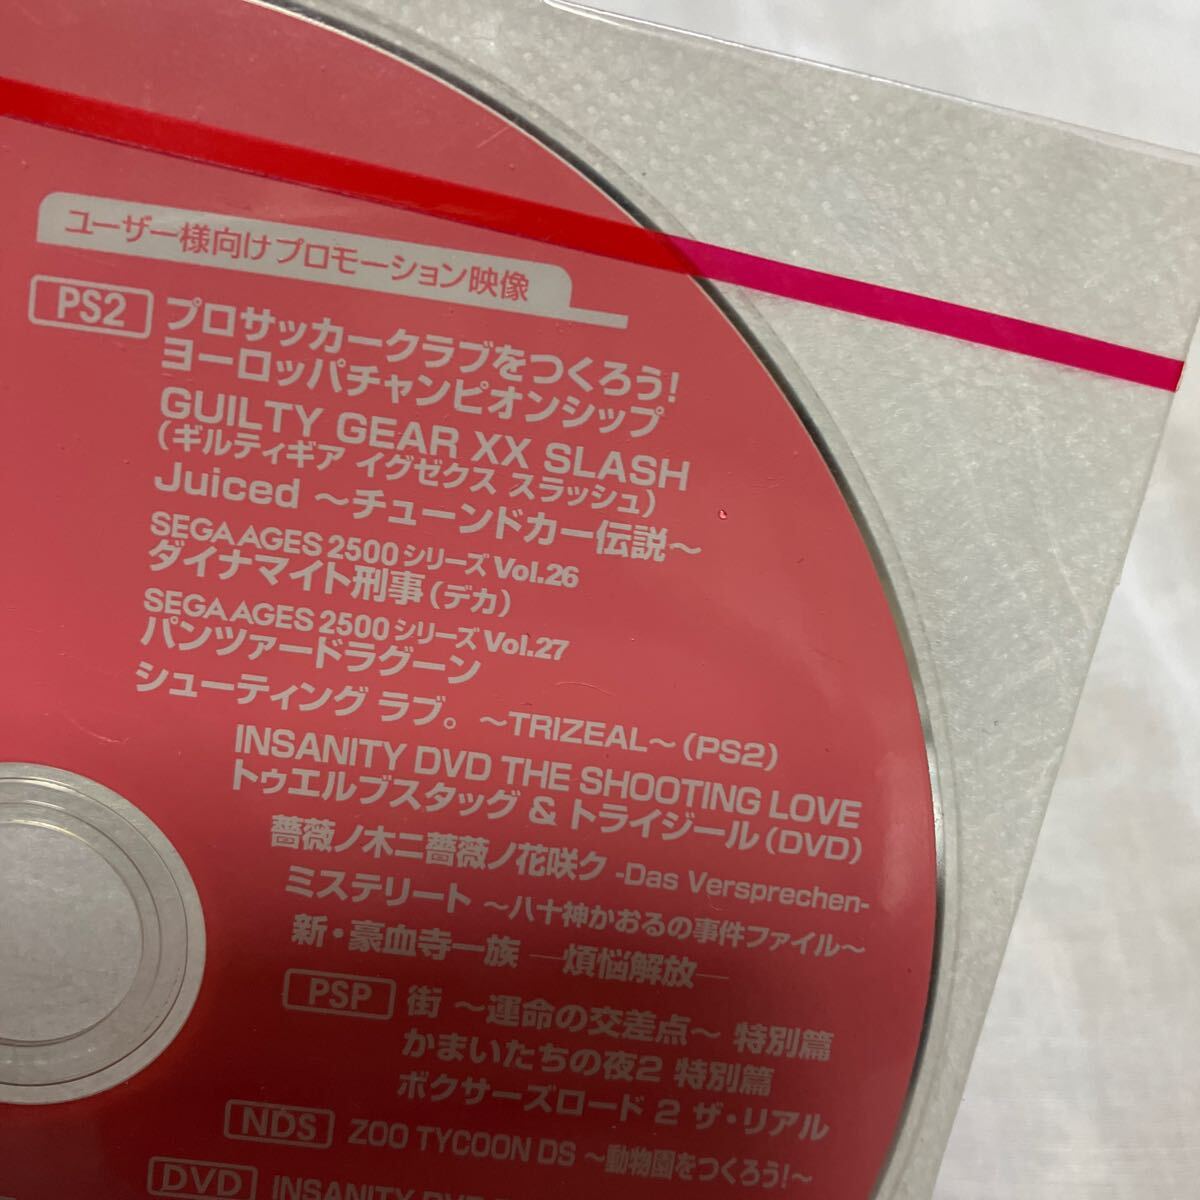 ユーザー様向けプロモーション映像
PS2 プロサッカークラブをつくろう!
ヨーロッパチャンピオンシップ
GUILTY GEAR XX SLASH
(ギルティギア イグゼクス スラッシュ)
Juiced ～チューンドカー伝説～
SEGA AGES 2500 シリーズ Vol.26
ダイナマイト刑事(デカ)
SEGA AGES 2500 シリーズ Vol.27
パンツァードラグーン
シューティング ラブ。～TRIZEAL～(PS2)
INSANITY DVD THE SHOOTING LOVE
トゥエルブスタッグ & トライジール(DVD)
薔薇ノ木ニ薔薇ノ花咲ク -Das Versprechen-
ミステリート ～八十神かおるの事件ファイル～
新・豪血寺一族 ―煩悩解放―
PSP 街 ～運命の交差点～ 特別篇
かまいたちの夜2 特別篇
ボクサーズロード 2 ザ・リアル
NDS ZOO TYCOON DS ～動物園をつくろう!～
DVD INSANITY DVD